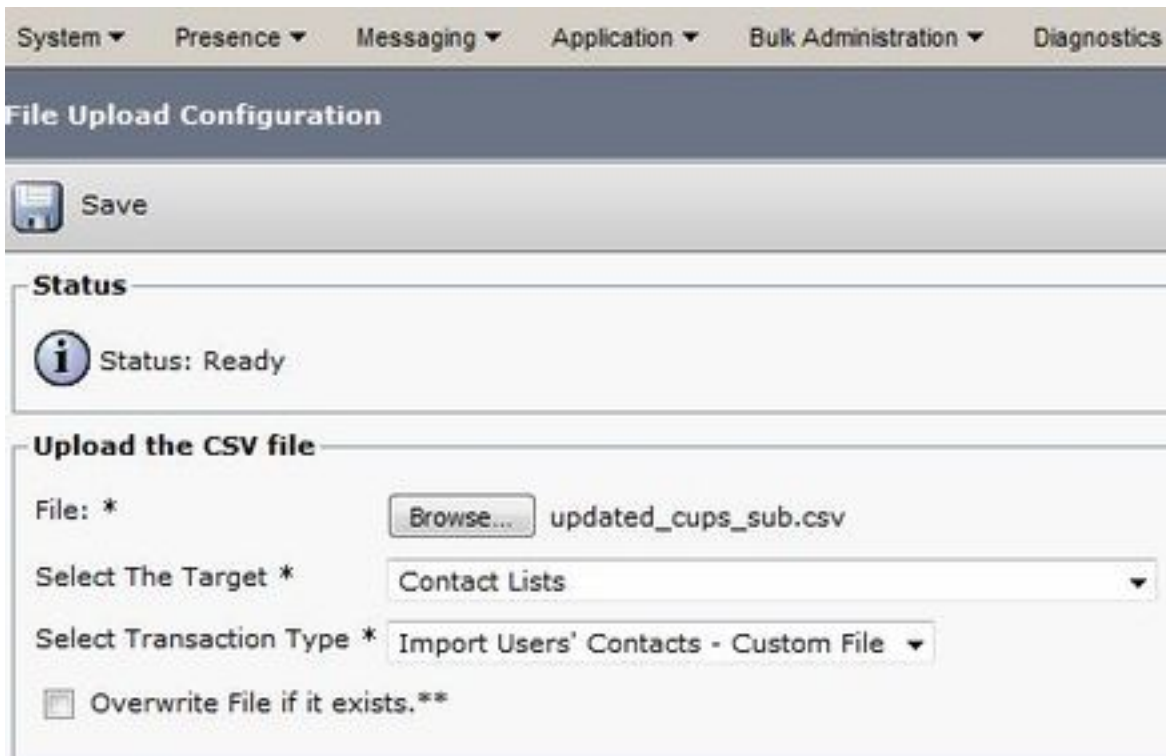 System Presence Messaging Application Bulk Administration Diagnostics
File Upload Configuration
Save
Status
Status: Ready
Upload the CSV file
File: * Browse... updated_cups_sub.csv
Select The Target * Contact Lists
Select Transaction Type * Import Users' Contacts - Custom File
Overwrite File if it exists.**